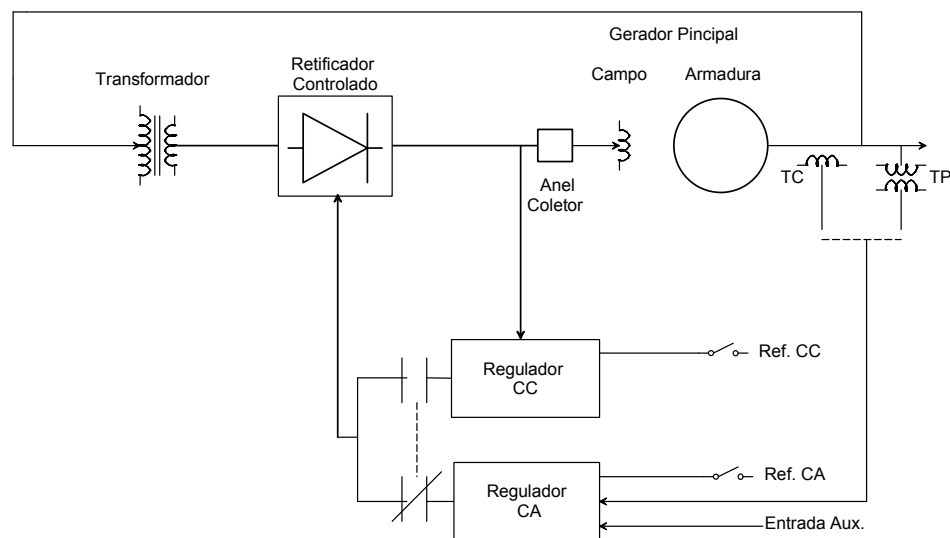 Gerador Pincipal
Retificador
Controlado
Transformador
Campo
Armadura
TC
TP
Anel
Coletor
Regulador
CC
Ref. CC
Regulador
CA
Ref. CA
Entrada Aux.